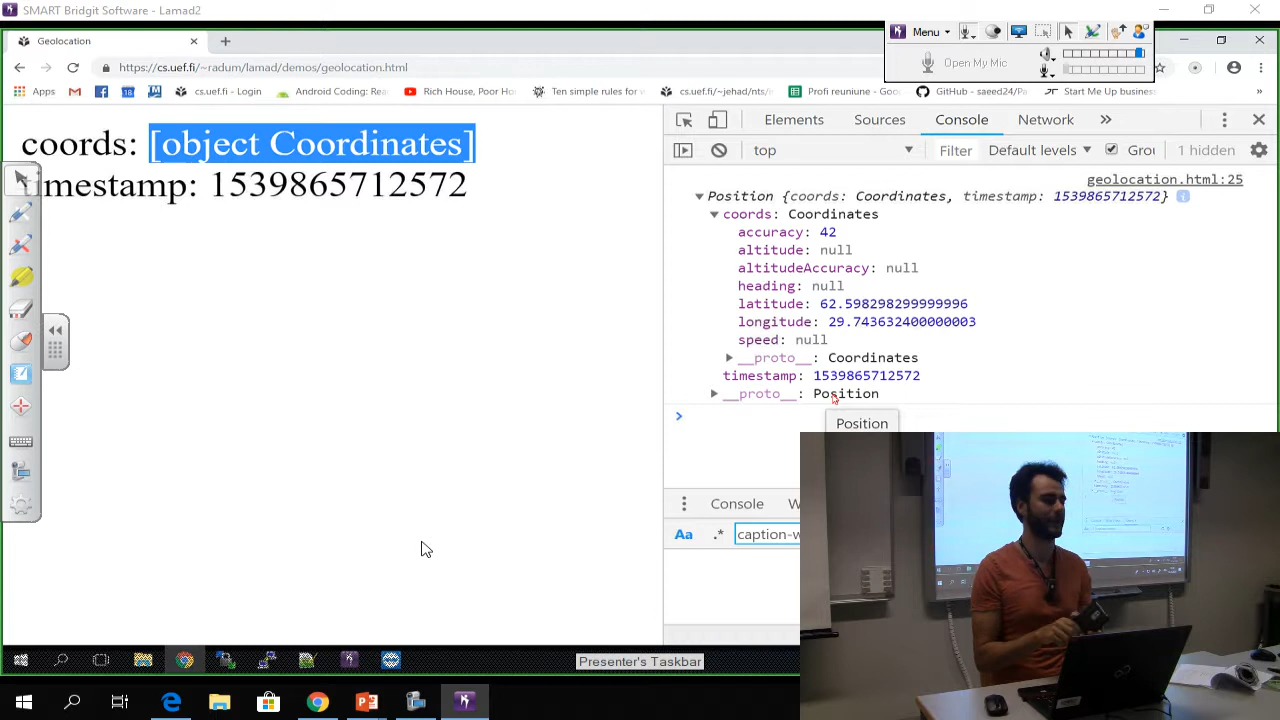 SMART Bridgit Software - Lamad2
Geolocation
Menu
Open My Mic
https://cs.uef.fi/~radum/lamad/demos/geolocation.html
Apps
18
cs.uef.fi - Login
Android Coding: Rea
Rich House, Poor Ho
Ten simple rules for w
cs.uef.fi/~jehad/nts/i
Profi reuniune - Goo
GitHub - saeed24/Pa
Start Me Up busines
coords: [object Coordinates]
timestamp: 1539865712572
Elements Sources Console Network »
top Filter Default levels Grou 1 hidden
geolocation.html:25
Position {coords: Coordinates, timestamp: 1539865712572}
coords: Coordinates
accuracy: 42
altitude: null
altitudeAccuracy: null
heading: null
latitude: 62.598298299999996
longitude: 29.743632400000003
speed: null
__proto__: Coordinates
timestamp: 1539865712572
__proto__: Position
>
Position
Console W
Aa .* caption-w
Presenter's Taskbar